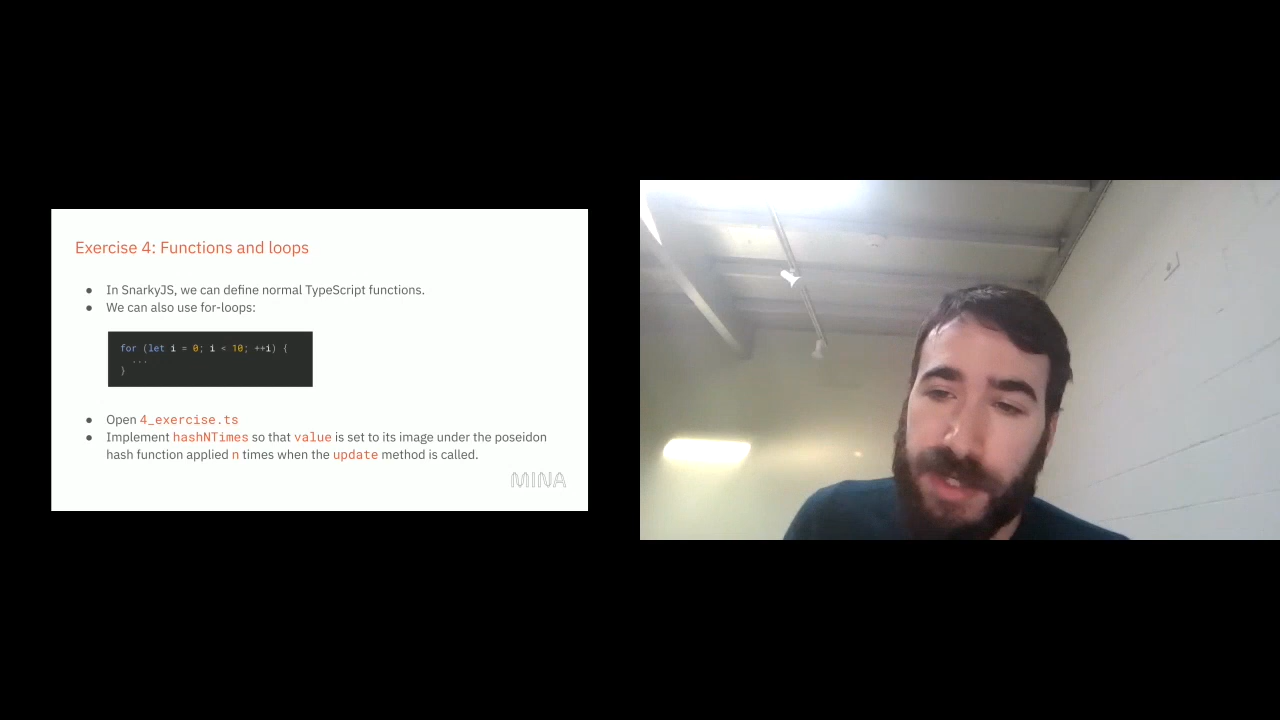 Exercise 4: Functions and loops
● In SnarkyJS, we can define normal TypeScript functions.
● We can also use for-loops:
for (let i = 0; i < 10; ++i) {
...
}
● Open 4_exercise.ts
● Implement hashNTimes so that value is set to its image under the poseidon
hash function applied n times when the update method is called.
MINA